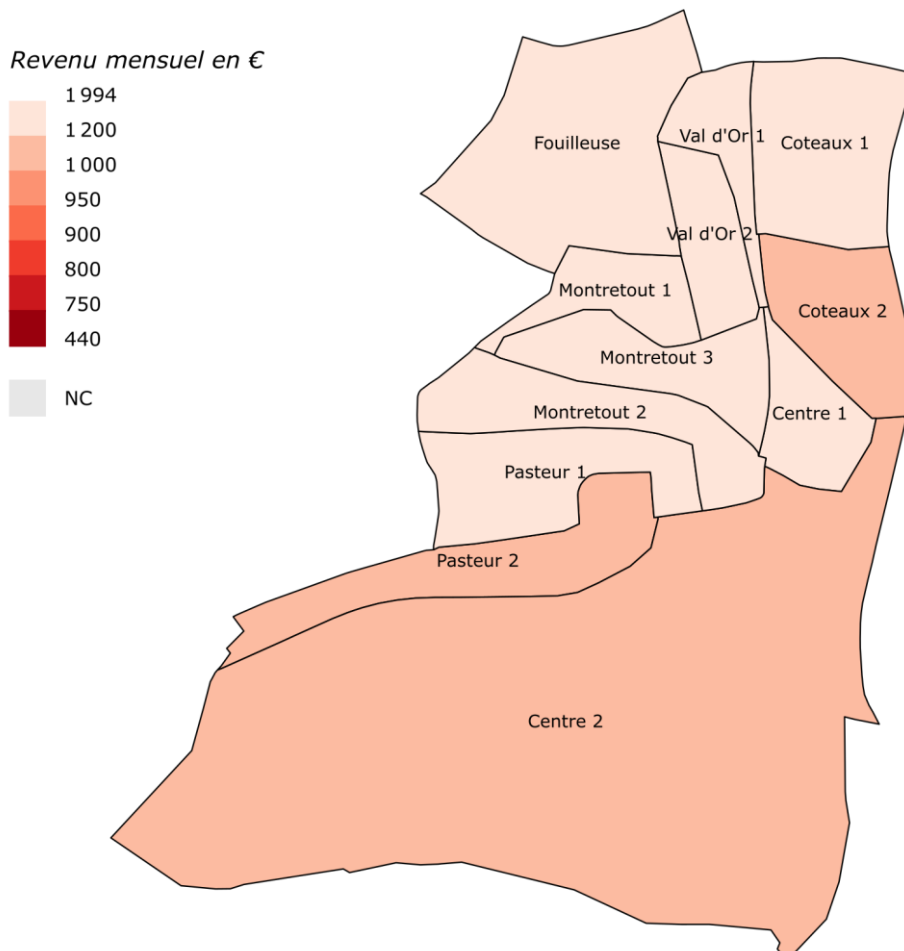 Revenu mensuel en €
1 994
1 200
1 000
950
900
800
750
440
NC
Fouilleuse
Val d'Or 1
Coteaux 1
Val d'Or 2
Montretout 1
Coteaux 2
Montretout 3
Montretout 2
Centre 1
Pasteur 1
Pasteur 2
Centre 2